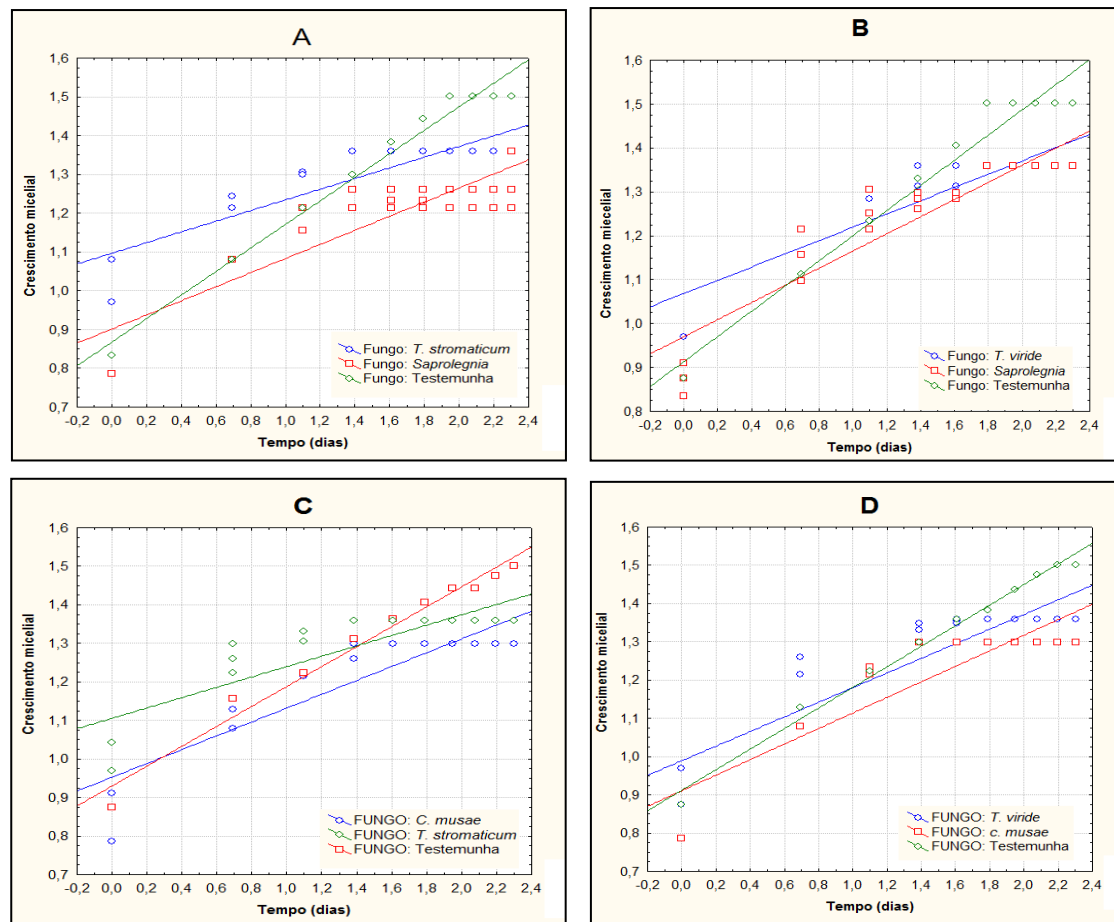 A
Crescimento micelial
1,6
1,5
1,4
1,3
1,2
1,1
1,0
0,9
0,8
0,7
Fungo: T. stromaticum
Fungo: Saprolegnia
Fungo: Testemunha
-0,2 0,0 0,2 0,4 0,6 0,8 1,0 1,2 1,4 1,6 1,8 2,0 2,2 2,4
Tempo (dias)
B
Crescimento miecelial
1,6
1,5
1,4
1,3
1,2
1,1
1,0
0,9
0,8
Fungo: T. viride
Fungo: Saprolegnia
Fungo: Testemunha
-0,2 0,0 0,2 0,4 0,6 0,8 1,0 1,2 1,4 1,6 1,8 2,0 2,2 2,4
Tempo (dias)
C
Crescimento micelial
1,6
1,5
1,4
1,3
1,2
1,1
1,0
0,9
0,8
0,7
FUNGO: C. musae
FUNGO: T. stromaticum
FUNGO: Testemunha
-0,2 0,0 0,2 0,4 0,6 0,8 1,0 1,2 1,4 1,6 1,8 2,0 2,2 2,4
Tempo (dias)
D
Crescimento micelial
1,6
1,5
1,4
1,3
1,2
1,1
1,0
0,9
0,8
0,7
FUNGO: T. viride
FUNGO: c. musae
FUNGO: Testemunha
-0,2 0,0 0,2 0,4 0,6 0,8 1,0 1,2 1,4 1,6 1,8 2,0 2,2 2,4
Tempo (dias)